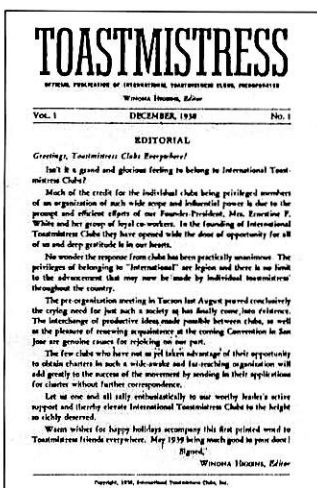 TOASTMISTRESS
OFFICIAL PUBLICATION OF INTERNATIONAL TOASTMISTRESS CLUBS, INCORPORATED
WINONA HIGGINS, Editor
VOL. 1 DECEMBER, 1938 No. 1
EDITORIAL
Greetings, Toastmistress Clubs Everywhere!
Isn't it a grand and glorious feeling to belong to International Toast-
mistress Clubs?
Much of the credit for the individual clubs being privileged members
of an organization of such wide scope and influential power is due to the
prompt and efficient efforts of our Founder-President, Mrs. Ernestine F.
White and her group of loyal co-workers. In the founding of International
Toastmistress Clubs they have opened wide the door of opportunity for all
of us and deep gratitude is in our hearts.
No wonder the response from clubs has been practically unanimous. The
privileges of belonging to "International" are legion and there is no limit
to the advancement that may now be made by individual toastmistress
throughout the country.
The pre-organization meeting in Tucson last August proved conclusively
the crying need for just such a society as has finally come into existence.
The interchange of productive ideas made possible between clubs, as well
as the pleasure of renewing acquaintance at the coming Convention in San
Jose are genuine causes for rejoicing on our part.
The few clubs who have not as yet taken advantage of their opportunity
to obtain charters in such a wide-awake and far-reaching organization will
add greatly to the success of the movement by sending in their applications
for charter without further correspondence.
Let us one and all rally enthusiastically to our worthy leader's active
support and thereby elevate International Toastmistress Clubs to the height
so richly deserved.
Warm wishes for happy holidays accompany this first printed word to
Toastmistress friends everywhere. May 1939 bring much good to your door!
Signed,
WINONA HIGGINS, Editor
Copyright, 1938, International Toastmistress Clubs, Inc.